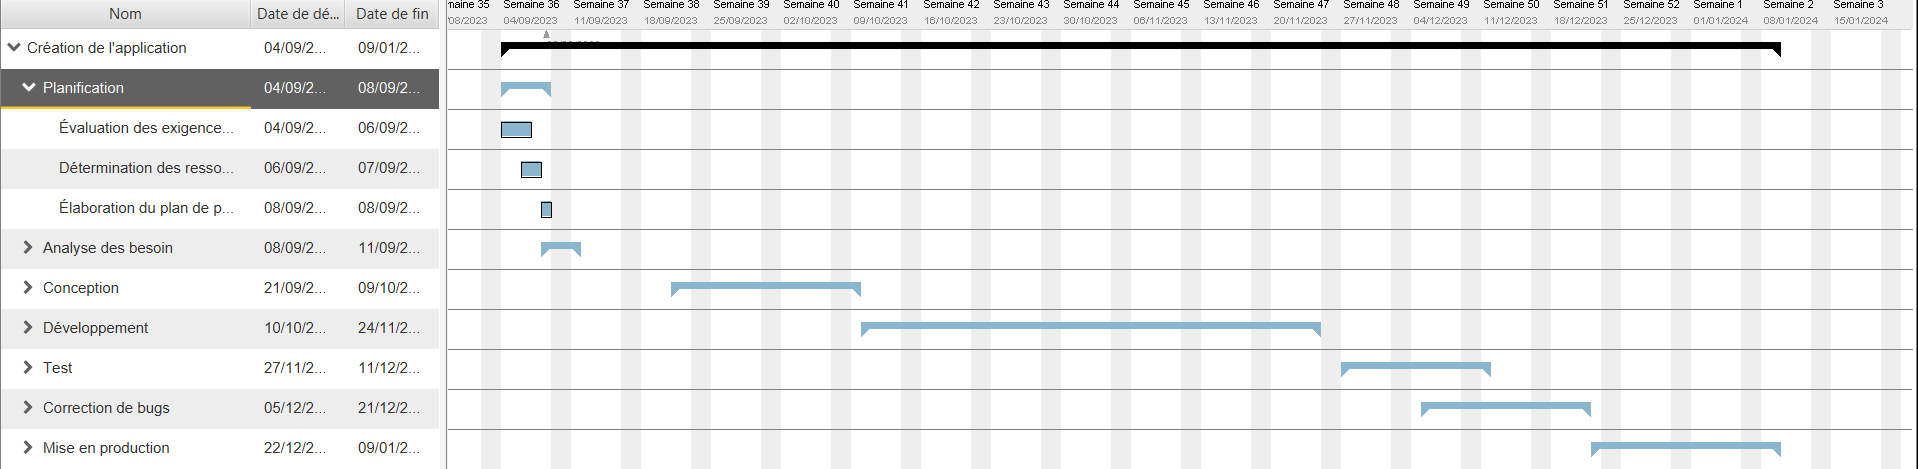 Nom Date de dé... Date de fin
maine 35 Semaine 36 Semaine 37 Semaine 38 Semaine 39 Semaine 40 Semaine 41 Semaine 42 Semaine 43 Semaine 44 Semaine 45 Semaine 46 Semaine 47 Semaine 48 Semaine 49 Semaine 50 Semaine 51 Semaine 52 Semaine 1 Semaine 2 Semaine 3
/08/2023 04/09/2023 11/09/2023 18/09/2023 25/09/2023 02/10/2023 09/10/2023 16/10/2023 23/10/2023 30/10/2023 06/11/2023 13/11/2023 20/11/2023 27/11/2023 04/12/2023 11/12/2023 18/12/2023 25/12/2023 01/01/2024 08/01/2024 15/01/2024
Création de l'application 04/09/2... 09/01/2...
Planification 04/09/2... 08/09/2...
Évaluation des exigence... 04/09/2... 06/09/2...
Détermination des resso... 06/09/2... 07/09/2...
Élaboration du plan de p... 08/09/2... 08/09/2...
Analyse des besoin 08/09/2... 11/09/2...
Conception 21/09/2... 09/10/2...
Développement 10/10/2... 24/11/2...
Test 27/11/2... 11/12/2...
Correction de bugs 05/12/2... 21/12/2...
Mise en production 22/12/2... 09/01/2...